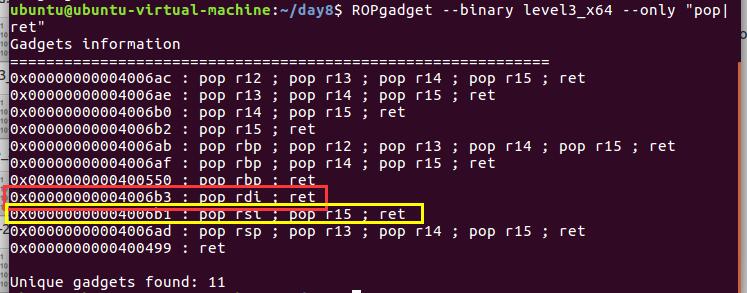 ubuntu@ubuntu-virtual-machine:~/day8$ ROPgadget --binary level3_x64 --only "pop|
ret"
Gadgets information
============================================================
0x00000000004006ac : pop r12 ; pop r13 ; pop r14 ; pop r15 ; ret
0x00000000004006ae : pop r13 ; pop r14 ; pop r15 ; ret
0x00000000004006b0 : pop r14 ; pop r15 ; ret
0x00000000004006b2 : pop r15 ; ret
0x00000000004006ab : pop rbp ; pop r12 ; pop r13 ; pop r14 ; pop r15 ; ret
0x00000000004006af : pop rbp ; pop r14 ; pop r15 ; ret
0x0000000000400550 : pop rbp ; ret
0x00000000004006b3 : pop rdi ; ret
0x00000000004006b1 : pop rsi ; pop r15 ; ret
0x00000000004006ad : pop rsp ; pop r13 ; pop r14 ; pop r15 ; ret
0x0000000000400499 : ret
Unique gadgets found: 11